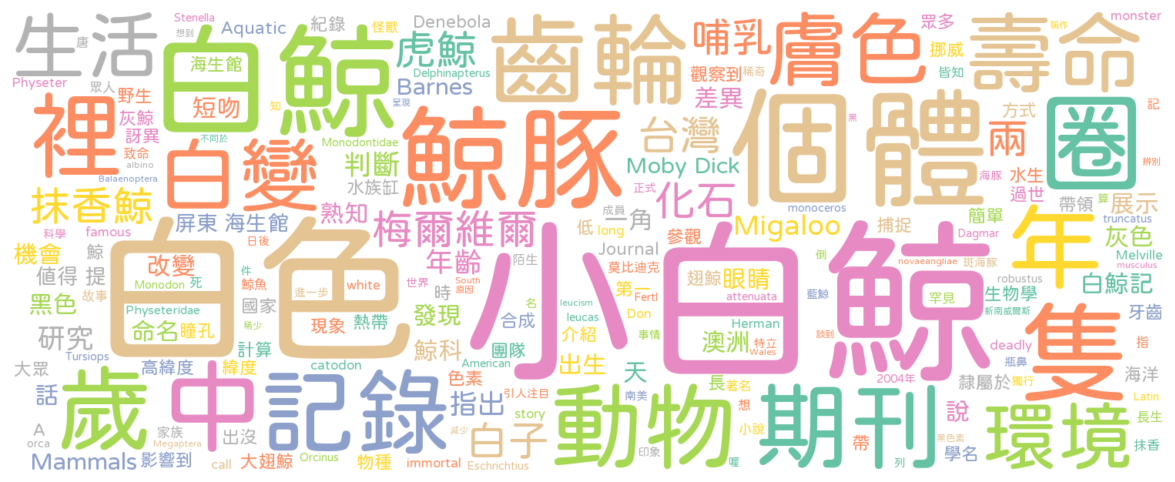 生活
唐
Stenella
想到
Aquatic
紀錄
怪獸
Denebola
齒輪
哺乳
膚色
眾多
挪威
壽命
monster
白鯨
海生館
短吻
虎鯨
Delphinapterus
Barnes
觀察到
稀奇
差異
皆知
稱作
Physeter
眾人
野生
灰鯨
訝異
致命
albino
Balaenoptera
裡
不同於
知
呈現
Monodontidae
白變
判斷
水族缸
鯨豚
台灣
Moby Dick
個體
黑
方式
兩
海豚
水生
過世
圈
記
辨別
抹香鯨
屏東
海生館
熟知
正式
化石
monoceros
簡單
帶領
算
展示
truncatus
科學
famous
日後
梅爾維爾
成員
一角
低
long
Migaloo
捕捉
Dagmar
年
灰色
Melville
musculus
機會
鯨
值得
提
改變
件
鯨魚
年齡
South
原因
陌生
Journal
參觀
莫比迪克
倒
斑海豚
novaeangliae
robustus
白鯨記
黑色
故事
Monodon
死
白色
進一步
white
世界
時
名
小白鯨
第一
Fertl
翅鯨
眼睛
attenuata
藍鯨
罕見
生物學
新南威爾斯
牙齒
Physeteridae
命名
瞳孔
國家
稀少
現象
熱帶
發現
合成
leucism
leucas
介紹
Don
事情
Herman
澳洲
特立
Wales
談到
研究
Tursiops
計算
鯨科
團隊
American
出生
deadly
瓶鼻
隻
指
大眾
高緯度
緯度
catodon
色素
引人注目
天
長
著名
2004年
隸屬於
獨行
海洋
Latin
話
歲
中
記錄
指出
story
南美
動物
想
小說
期刊
說
環境
長生
A
orca
家族
Megaptera
出沒
減少
白子
印象
喔
帶
黑色素
抹香
Mammals
影響到
call
大翅鯨
Orcinus
物種
immortal
Eschrichtius
列
學名